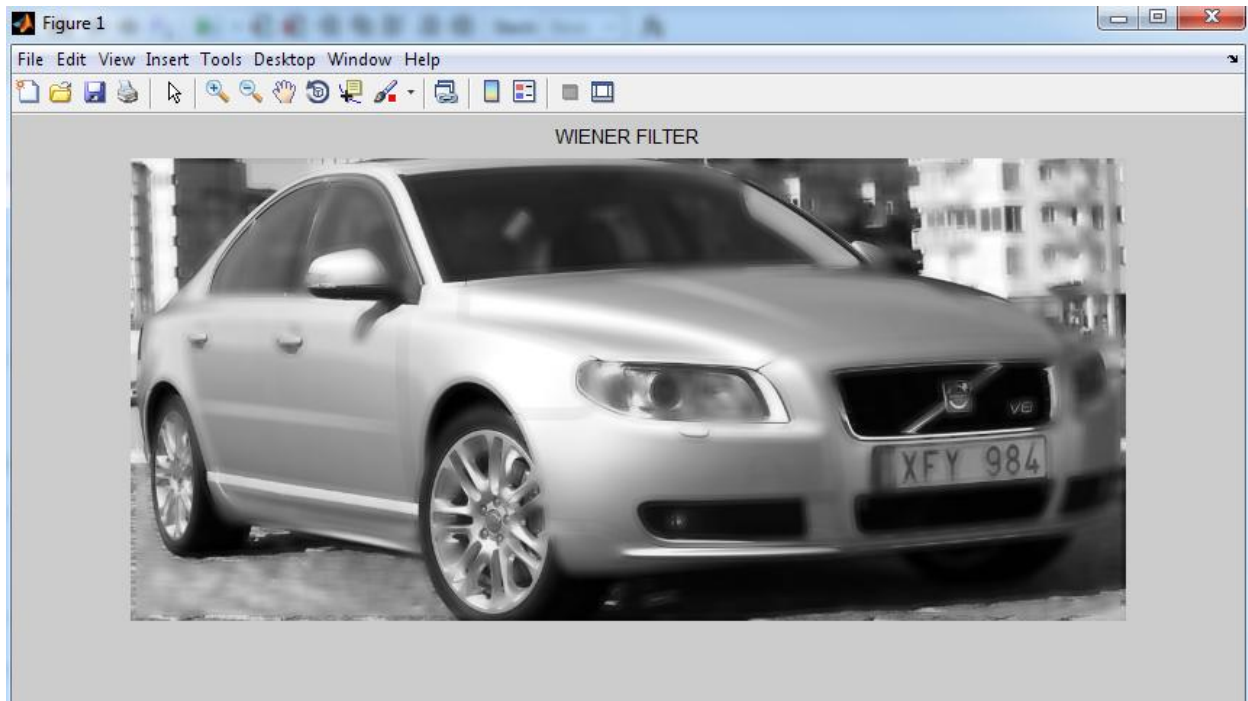 Figure 1
File Edit View Insert Tools Desktop Window Help
WIENER FILTER
V8
XFY 984